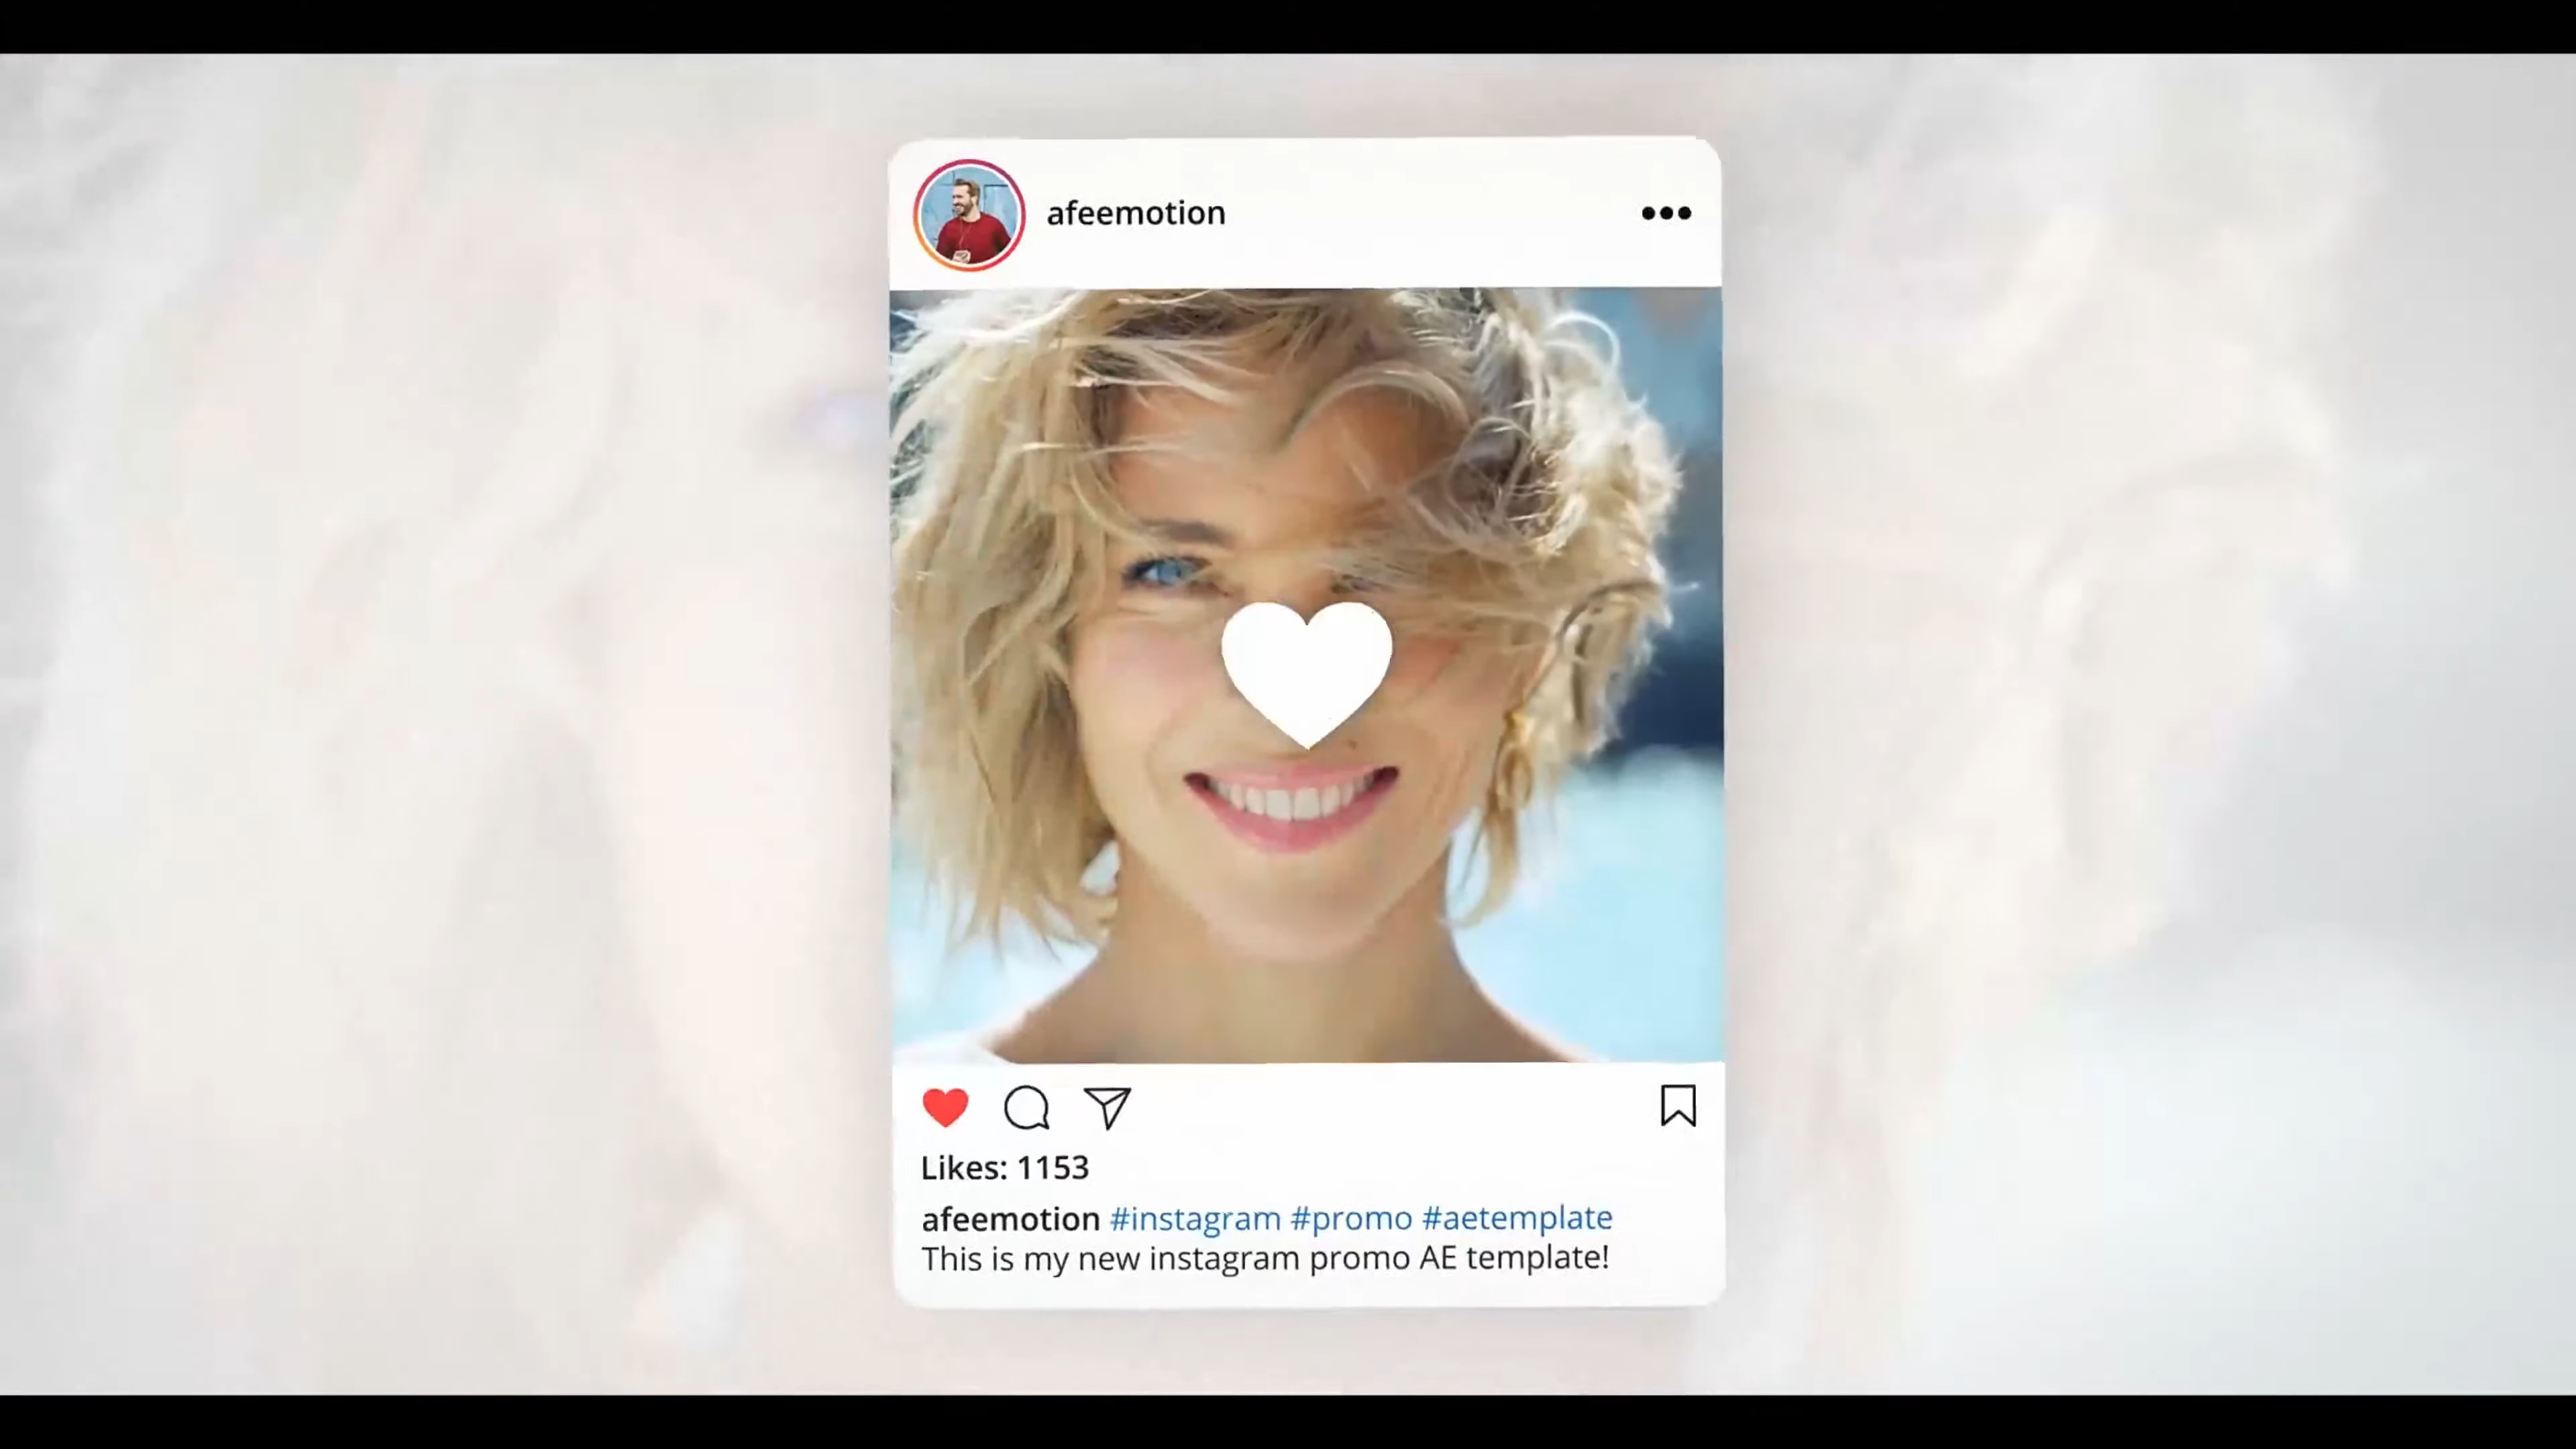 afeemotion
Likes: 1153
afeemotion #instagram #promo #aetemplate
This is my new instagram promo AE template!